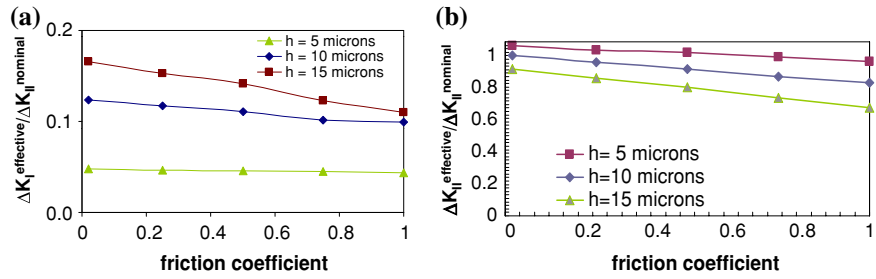 (a)
ΔK_I^effective/ΔK_II^nominal
0.2
0.1
0.0
h = 5 microns
h = 10 microns
h = 15 microns
0 0.2 0.4 0.6 0.8 1
friction coefficient
(b)
ΔK_II^effective/ΔK_II^nominal
1
0.8
0.6
0.4
0.2
0
h= 5 microns
h=10 microns
h=15 microns
0 0.2 0.4 0.6 0.8 1
friction coefficient